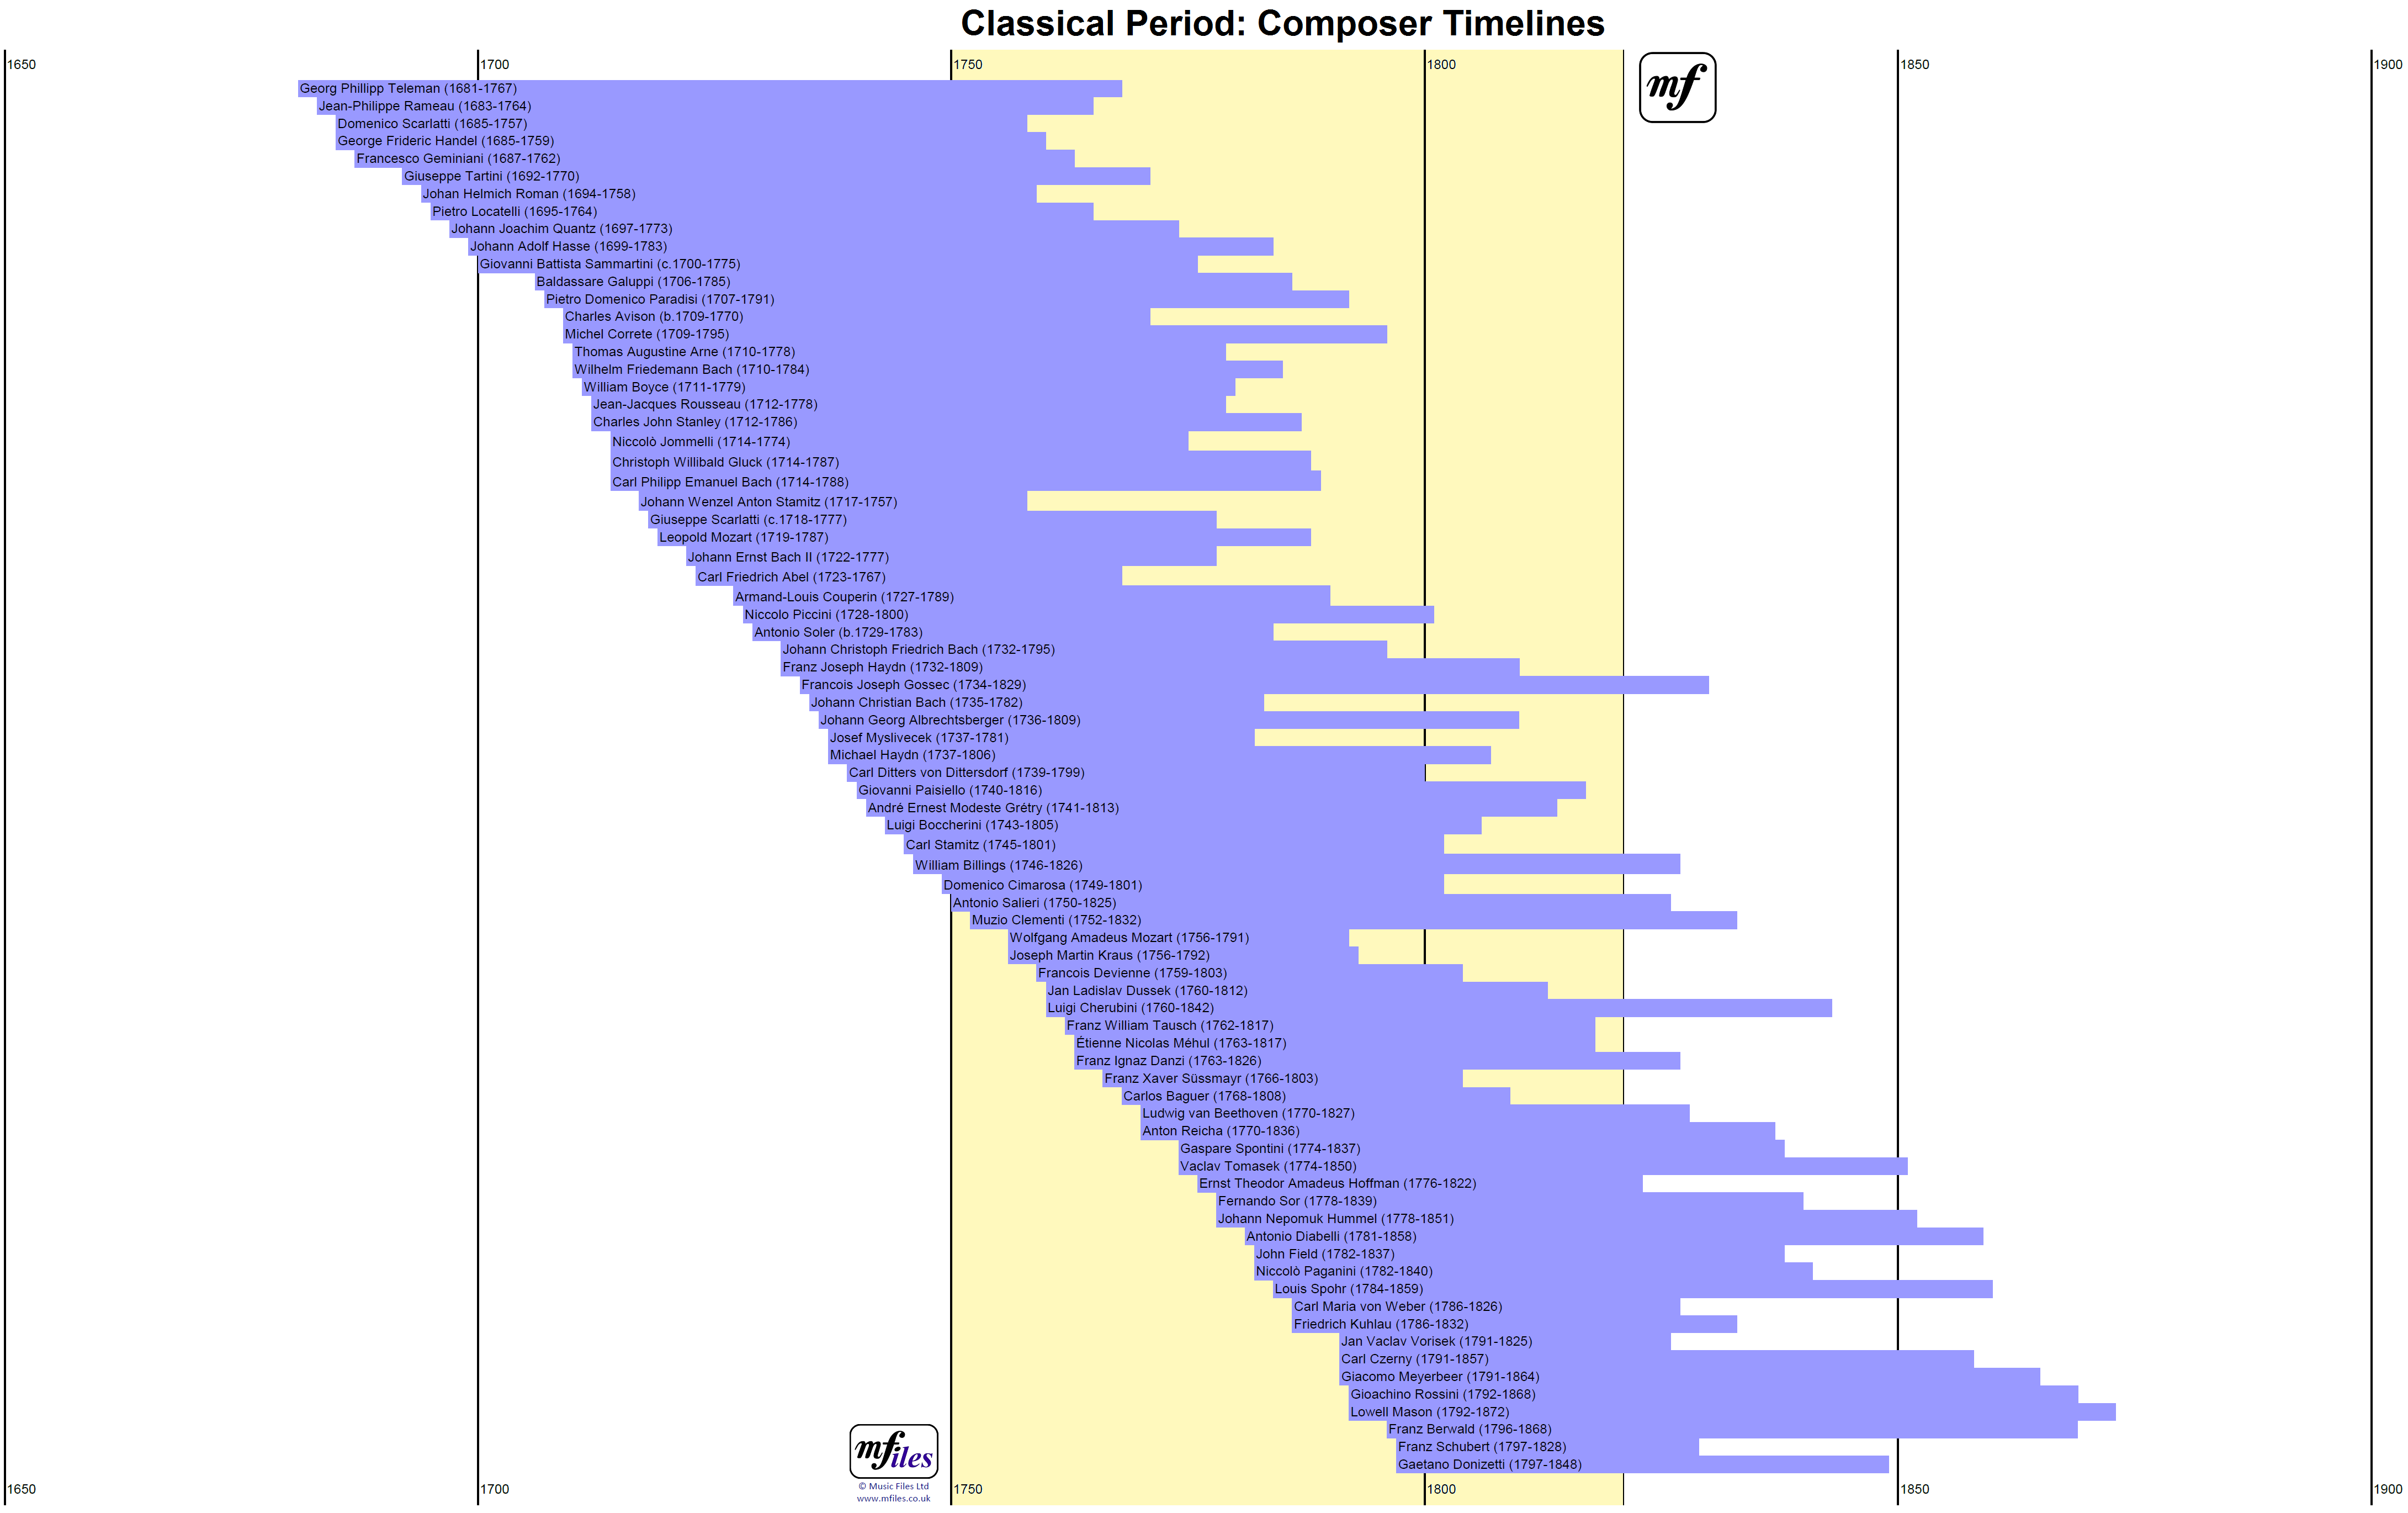 Classical Period: Composer Timelines
1650 1700 1750 1800 1850 1900
mf
Georg Phillipp Teleman (1681-1767)
Jean-Philippe Rameau (1683-1764)
Domenico Scarlatti (1685-1757)
George Frideric Handel (1685-1759)
Francesco Geminiani (1687-1762)
Giuseppe Tartini (1692-1770)
Johan Helmich Roman (1694-1758)
Pietro Locatelli (1695-1764)
Johann Joachim Quantz (1697-1773)
Johann Adolf Hasse (1699-1783)
Giovanni Battista Sammartini (c.1700-1775)
Baldassare Galuppi (1706-1785)
Pietro Domenico Paradisi (1707-1791)
Charles Avison (b.1709-1770)
Michel Correte (1709-1795)
Thomas Augustine Arne (1710-1778)
Wilhelm Friedemann Bach (1710-1784)
William Boyce (1711-1779)
Jean-Jacques Rousseau (1712-1778)
Charles John Stanley (1712-1786)
Niccolò Jommelli (1714-1774)
Christoph Willibald Gluck (1714-1787)
Carl Philipp Emanuel Bach (1714-1788)
Johann Wenzel Anton Stamitz (1717-1757)
Giuseppe Scarlatti (c.1718-1777)
Leopold Mozart (1719-1787)
Johann Ernst Bach II (1722-1777)
Carl Friedrich Abel (1723-1767)
Armand-Louis Couperin (1727-1789)
Niccolo Piccini (1728-1800)
Antonio Soler (b.1729-1783)
Johann Christoph Friedrich Bach (1732-1795)
Franz Joseph Haydn (1732-1809)
Francois Joseph Gossec (1734-1829)
Johann Christian Bach (1735-1782)
Johann Georg Albrechtsberger (1736-1809)
Josef Myslivecek (1737-1781)
Michael Haydn (1737-1806)
Carl Ditters von Dittersdorf (1739-1799)
Giovanni Paisiello (1740-1816)
André Ernest Modeste Grétry (1741-1813)
Luigi Boccherini (1743-1805)
Carl Stamitz (1745-1801)
William Billings (1746-1826)
Domenico Cimarosa (1749-1801)
Antonio Salieri (1750-1825)
Muzio Clementi (1752-1832)
Wolfgang Amadeus Mozart (1756-1791)
Joseph Martin Kraus (1756-1792)
Francois Devienne (1759-1803)
Jan Ladislav Dussek (1760-1812)
Luigi Cherubini (1760-1842)
Franz William Tausch (1762-1817)
Étienne Nicolas Méhul (1763-1817)
Franz Ignaz Danzi (1763-1826)
Franz Xaver Süssmayr (1766-1803)
Carlos Baguer (1768-1808)
Ludwig van Beethoven (1770-1827)
Anton Reicha (1770-1836)
Gaspare Spontini (1774-1837)
Vaclav Tomasek (1774-1850)
Ernst Theodor Amadeus Hoffman (1776-1822)
Fernando Sor (1778-1839)
Johann Nepomuk Hummel (1778-1851)
Antonio Diabelli (1781-1858)
John Field (1782-1837)
Niccolò Paganini (1782-1840)
Louis Spohr (1784-1859)
Carl Maria von Weber (1786-1826)
Friedrich Kuhlau (1786-1832)
Jan Vaclav Vorisek (1791-1825)
Carl Czerny (1791-1857)
Giacomo Meyerbeer (1791-1864)
Gioachino Rossini (1792-1868)
Lowell Mason (1792-1872)
Franz Berwald (1796-1868)
Franz Schubert (1797-1828)
Gaetano Donizetti (1797-1848)
mfiles
© Music Files Ltd
www.mfiles.co.uk
1650 1700 1750 1800 1850 1900